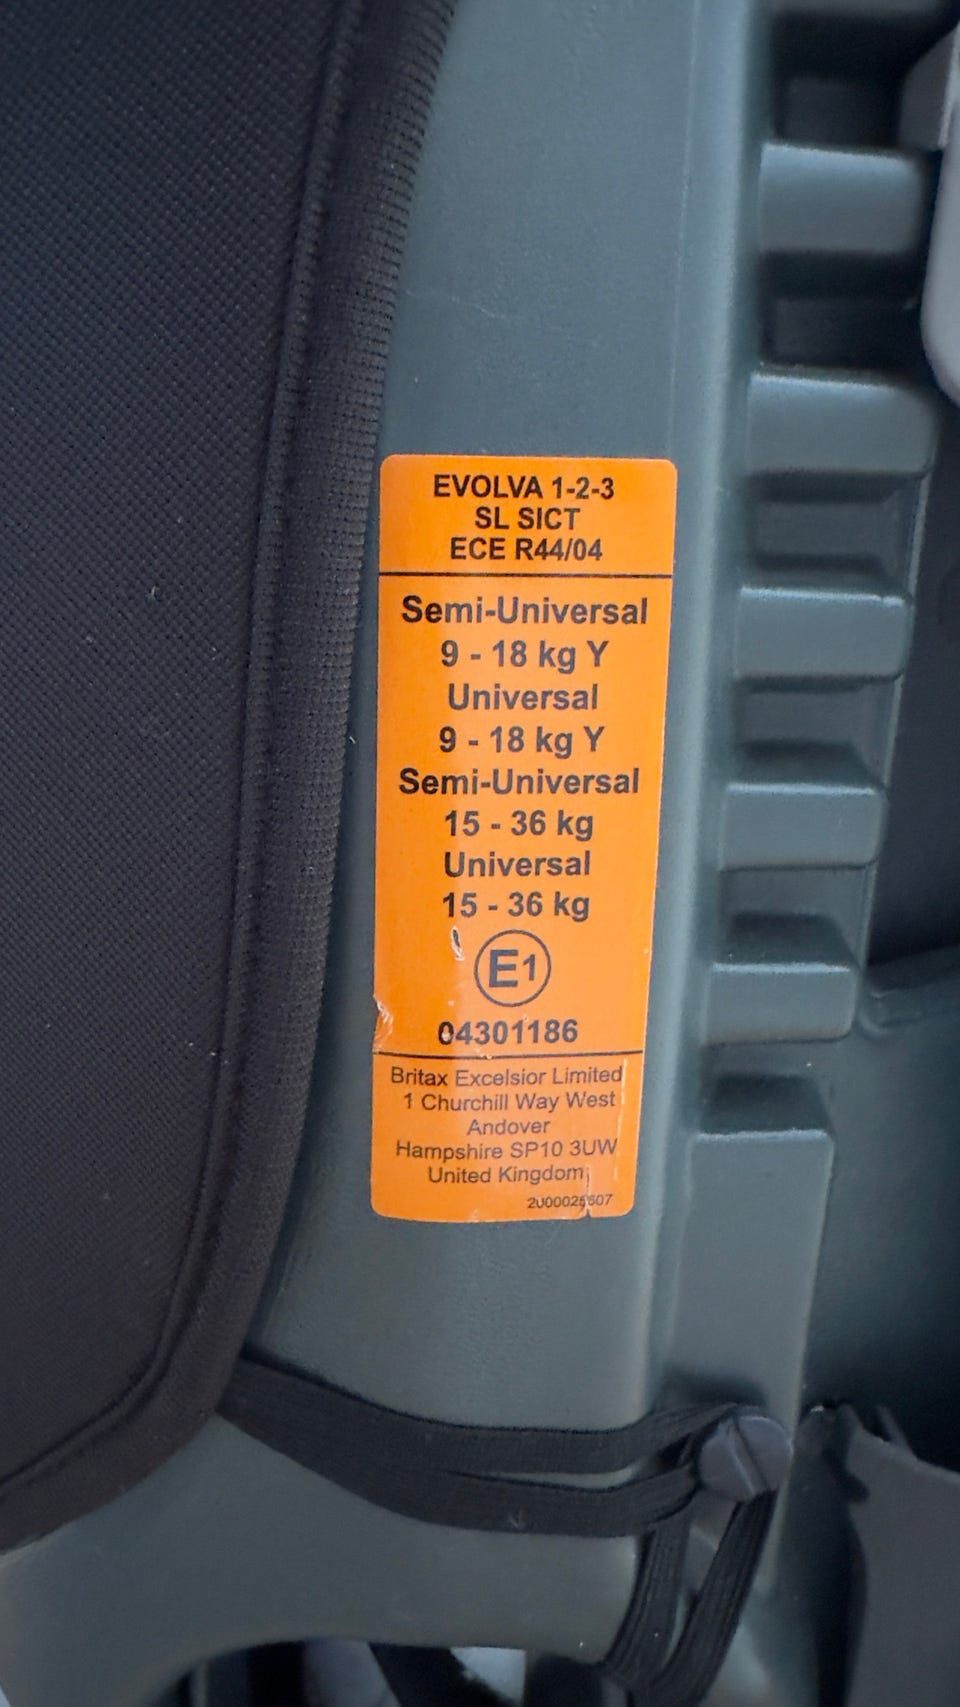 EVOLVA 1-2-3
SL SICT
ECE R44/04
Semi-Universal
9 - 18 kg Y
Universal
9 - 18 kg Y
Semi-Universal
15 - 36 kg
Universal
15 - 36 kg
E1
04301186
Britax Excelsior Limited
1 Churchill Way West
Andover
Hampshire SP10 3UW
United Kingdom